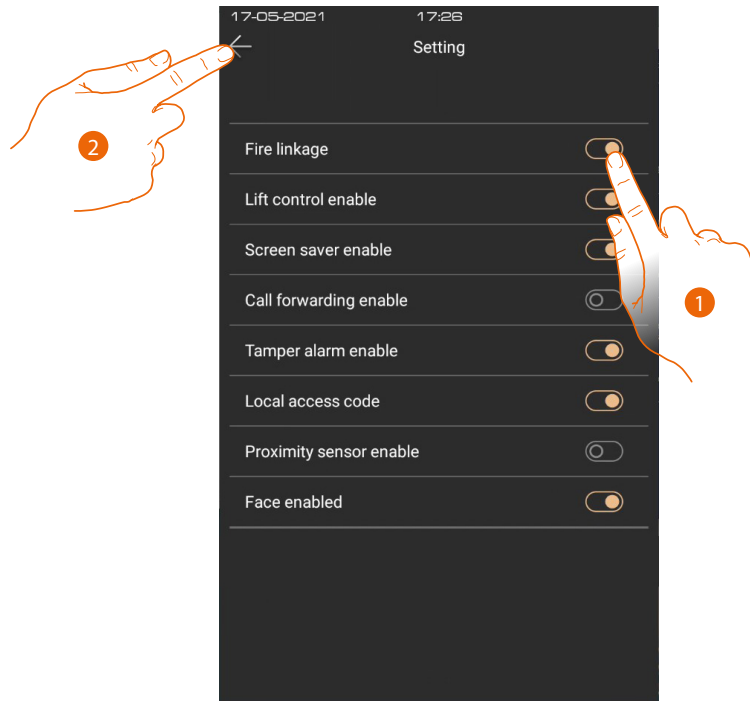 17-05-2021 17:26
Setting
2
Fire linkage
Lift control enable
Screen saver enable
Call forwarding enable
1
Tamper alarm enable
Local access code
Proximity sensor enable
Face enabled